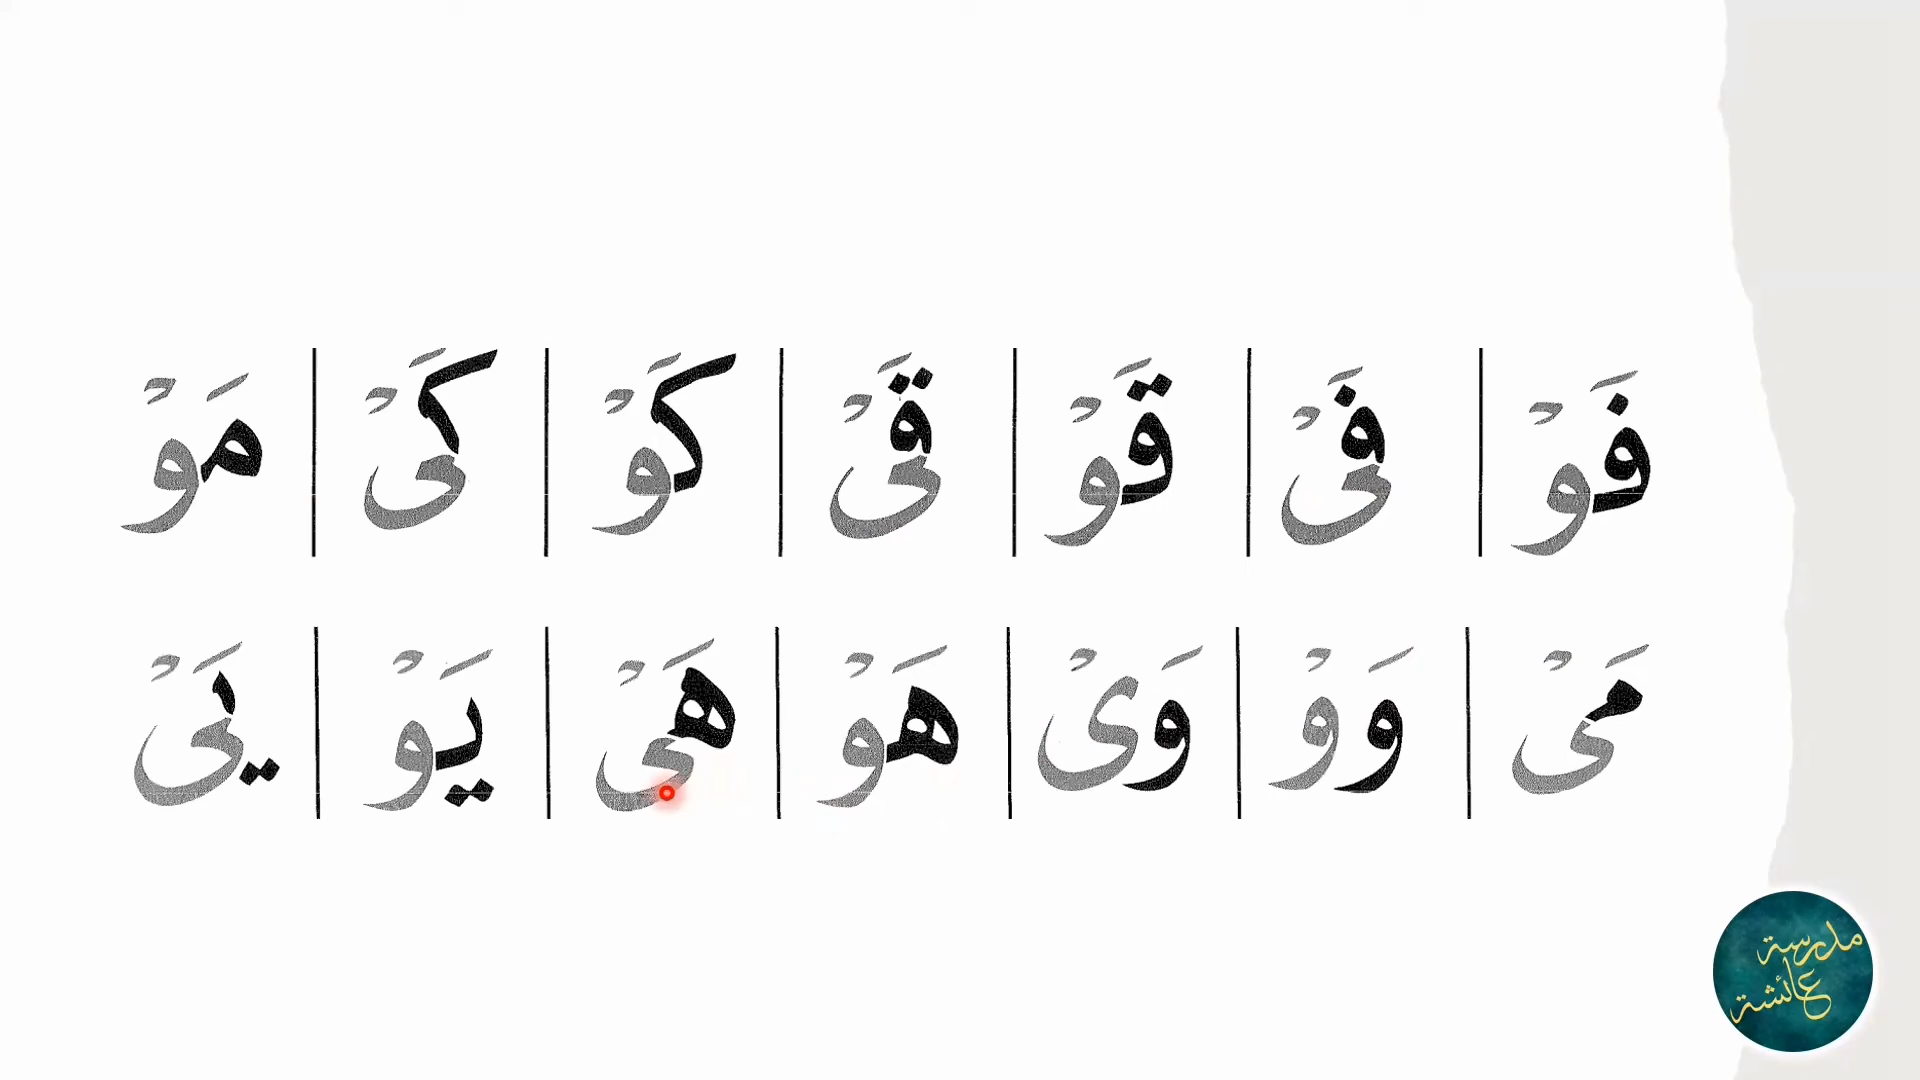 فَوْ | فَىْ | قَوْ | قَىْ | كَوْ | كَىْ | مَوْ
مَىْ | وَوْ | وَىْ | هَوْ | هَىْ | يَوْ | يَىْ
مدرسة
عائشة